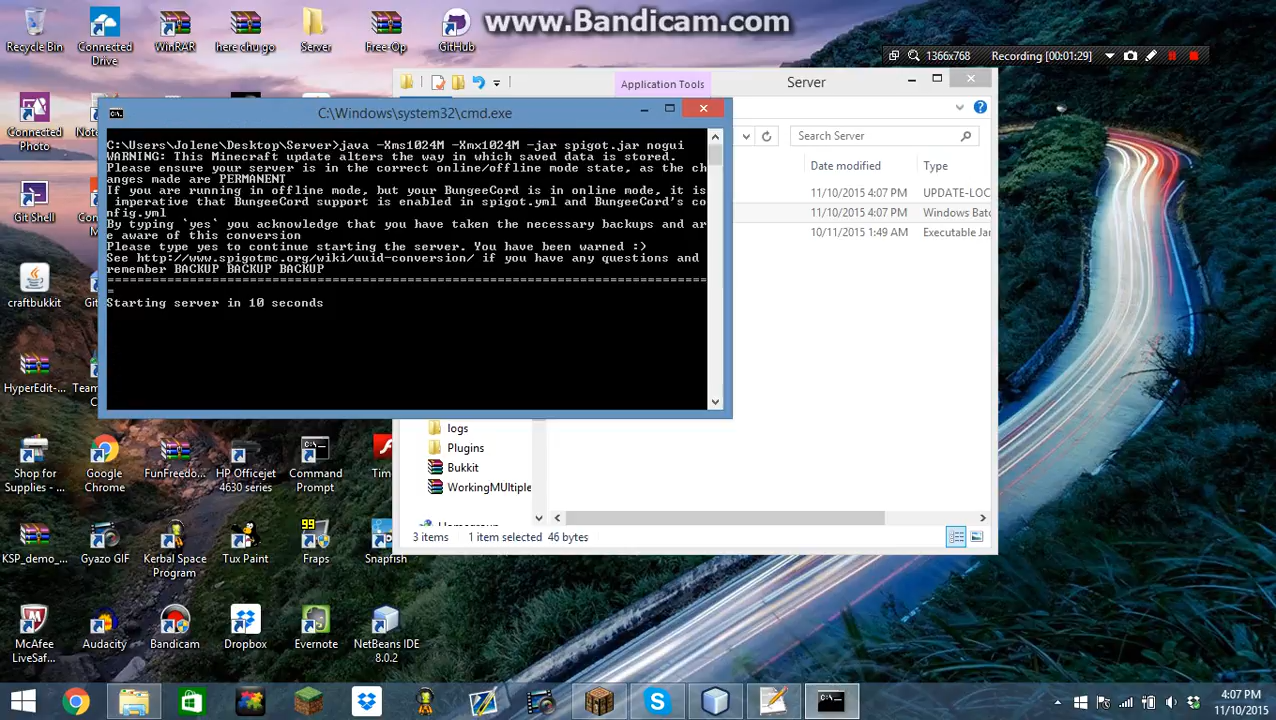 www.Bandicam.com
Recycle Bin
Connected Drive
WinRAR
here chu go
Server
Free-Op
GitHub
1366x768
Recording [00:01:29]
Application Tools
Server
C:\Windows\system32\cmd.exe
C:\Users\Jolene\Desktop\Server>java -Xms1024M -Xmx1024M -jar spigot.jar nogui
WARNING: This Minecraft update alters the way in which saved data is stored.
Please ensure your server is in the correct online/offline mode state, as the ch
anges made are PERMANENT
If you are running in offline mode, but your BungeeCord is in online mode, it is
imperative that BungeeCord support is enabled in spigot.yml and BungeeCord's co
nfig.yml
By typing `yes` you acknowledge that you have taken the necessary backups and ar
e aware of this conversion
Please type yes to continue starting the server. You have been warned :)
See http://www.spigotmc.org/wiki/uuid-conversion/ if you have any questions and
remember BACKUP BACKUP BACKUP
================================================================================
=
Starting server in 10 seconds
Search Server
Date modified
Type
11/10/2015 4:07 PM
UPDATE-LOC
11/10/2015 4:07 PM
Windows Batc
10/11/2015 1:49 AM
Executable Jar
logs
Plugins
Bukkit
WorkingMUltiple
Homegroup
3 items
1 item selected
46 bytes
Connected Photo
Git Shell
craftbukkit
HyperEdit-...
Shop for Supplies - ...
Google Chrome
FunFreedo...
HP Officejet 4630 series
Command Prompt
KSP_demo_...
Gyazo GIF
Kerbal Space Program
Tux Paint
99
Fraps
Snapfish
McAfee LiveSaf...
Audacity
Bandicam
Dropbox
Evernote
NetBeans IDE 8.0.2
4:07 PM
11/10/2015